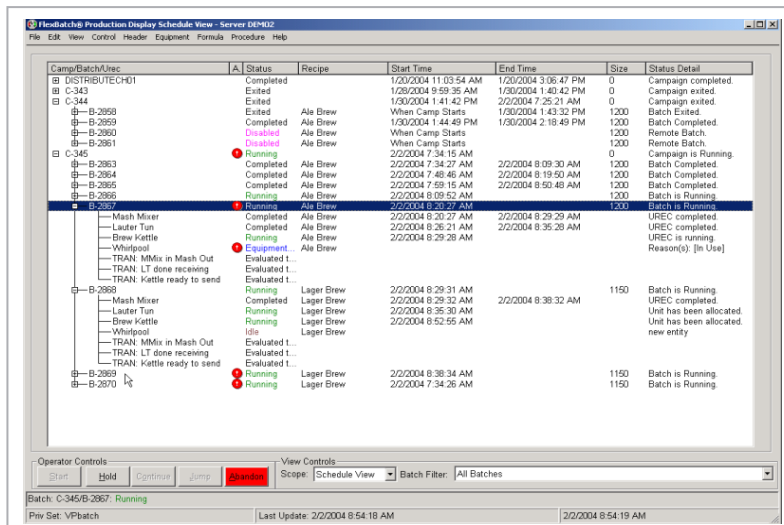 FlexBatch® Production Display Schedule View - Server DEMO2
File Edit View Control Header Equipment Formula Procedure Help
Camp/Batch/Urec A. Status Recipe Start Time End Time Size Status Detail
DISTRIBUTECH01 Completed 1/20/2004 11:03:54 AM 1/20/2004 3:06:47 PM 0 Campaign completed.
C-343 Exited 1/28/2004 9:59:35 AM 1/30/2004 1:40:42 PM 0 Campaign exited.
C-344 Exited 1/30/2004 1:41:42 PM 2/2/2004 7:25:21 AM 0 Campaign exited.
B-2858 Exited Ale Brew When Camp Starts 1/30/2004 1:43:32 PM 1200 Batch Exited.
B-2859 Completed Ale Brew 1/30/2004 1:44:49 PM 1/30/2004 2:18:49 PM 1200 Batch Completed.
B-2860 Disabled Ale Brew When Camp Starts 1200 Remote Batch.
B-2861 Disabled Ale Brew When Camp Starts 1200 Remote Batch.
C-345 Running 2/2/2004 7:34:15 AM 0 Campaign is Running.
B-2863 Completed Ale Brew 2/2/2004 7:34:27 AM 2/2/2004 8:09:30 AM 1200 Batch Completed.
B-2864 Completed Ale Brew 2/2/2004 7:48:46 AM 2/2/2004 8:19:50 AM 1200 Batch Completed.
B-2865 Completed Ale Brew 2/2/2004 7:59:15 AM 2/2/2004 8:50:48 AM 1200 Batch Completed.
B-2866 Running Ale Brew 2/2/2004 8:09:52 AM 1200 Batch is Running.
B-2867 Running Ale Brew 2/2/2004 8:20:27 AM 1200 Batch is Running.
Mash Mixer Completed Ale Brew 2/2/2004 8:20:27 AM 2/2/2004 8:29:29 AM UREC completed.
Lauter Tun Completed Ale Brew 2/2/2004 8:26:21 AM 2/2/2004 8:35:28 AM UREC completed.
Brew Kettle Running Ale Brew 2/2/2004 8:29:28 AM UREC is running.
Whirlpool Equipment... Ale Brew Reason(s): [In Use]
TRAN: MMix in Mash Out Evaluated t...
TRAN: LT done receiving Evaluated t...
TRAN: Kettle ready to send Evaluated t...
B-2868 Running Lager Brew 2/2/2004 8:29:31 AM 1150 Batch is Running.
Mash Mixer Completed Lager Brew 2/2/2004 8:29:32 AM 2/2/2004 8:38:32 AM UREC completed.
Lauter Tun Running Lager Brew 2/2/2004 8:35:30 AM Unit has been allocated.
Brew Kettle Running Lager Brew 2/2/2004 8:52:55 AM Unit has been allocated.
Whirlpool Idle Lager Brew new entity
TRAN: MMix in Mash Out Evaluated t...
TRAN: LT done receiving Evaluated t...
TRAN: Kettle ready to send Evaluated t...
B-2869 Running Lager Brew 2/2/2004 8:38:34 AM 1150 Batch is Running.
B-2870 Running Lager Brew 2/2/2004 7:34:26 AM 1150 Batch is Running.
Operator Controls View Controls
Start Hold Continue Jump Abandon Scope: Schedule View Batch Filter: All Batches
Batch: C-345/B-2867: Running
Priv Set: VPbatch Last Update: 2/2/2004 8:54:18 AM 2/2/2004 8:54:19 AM